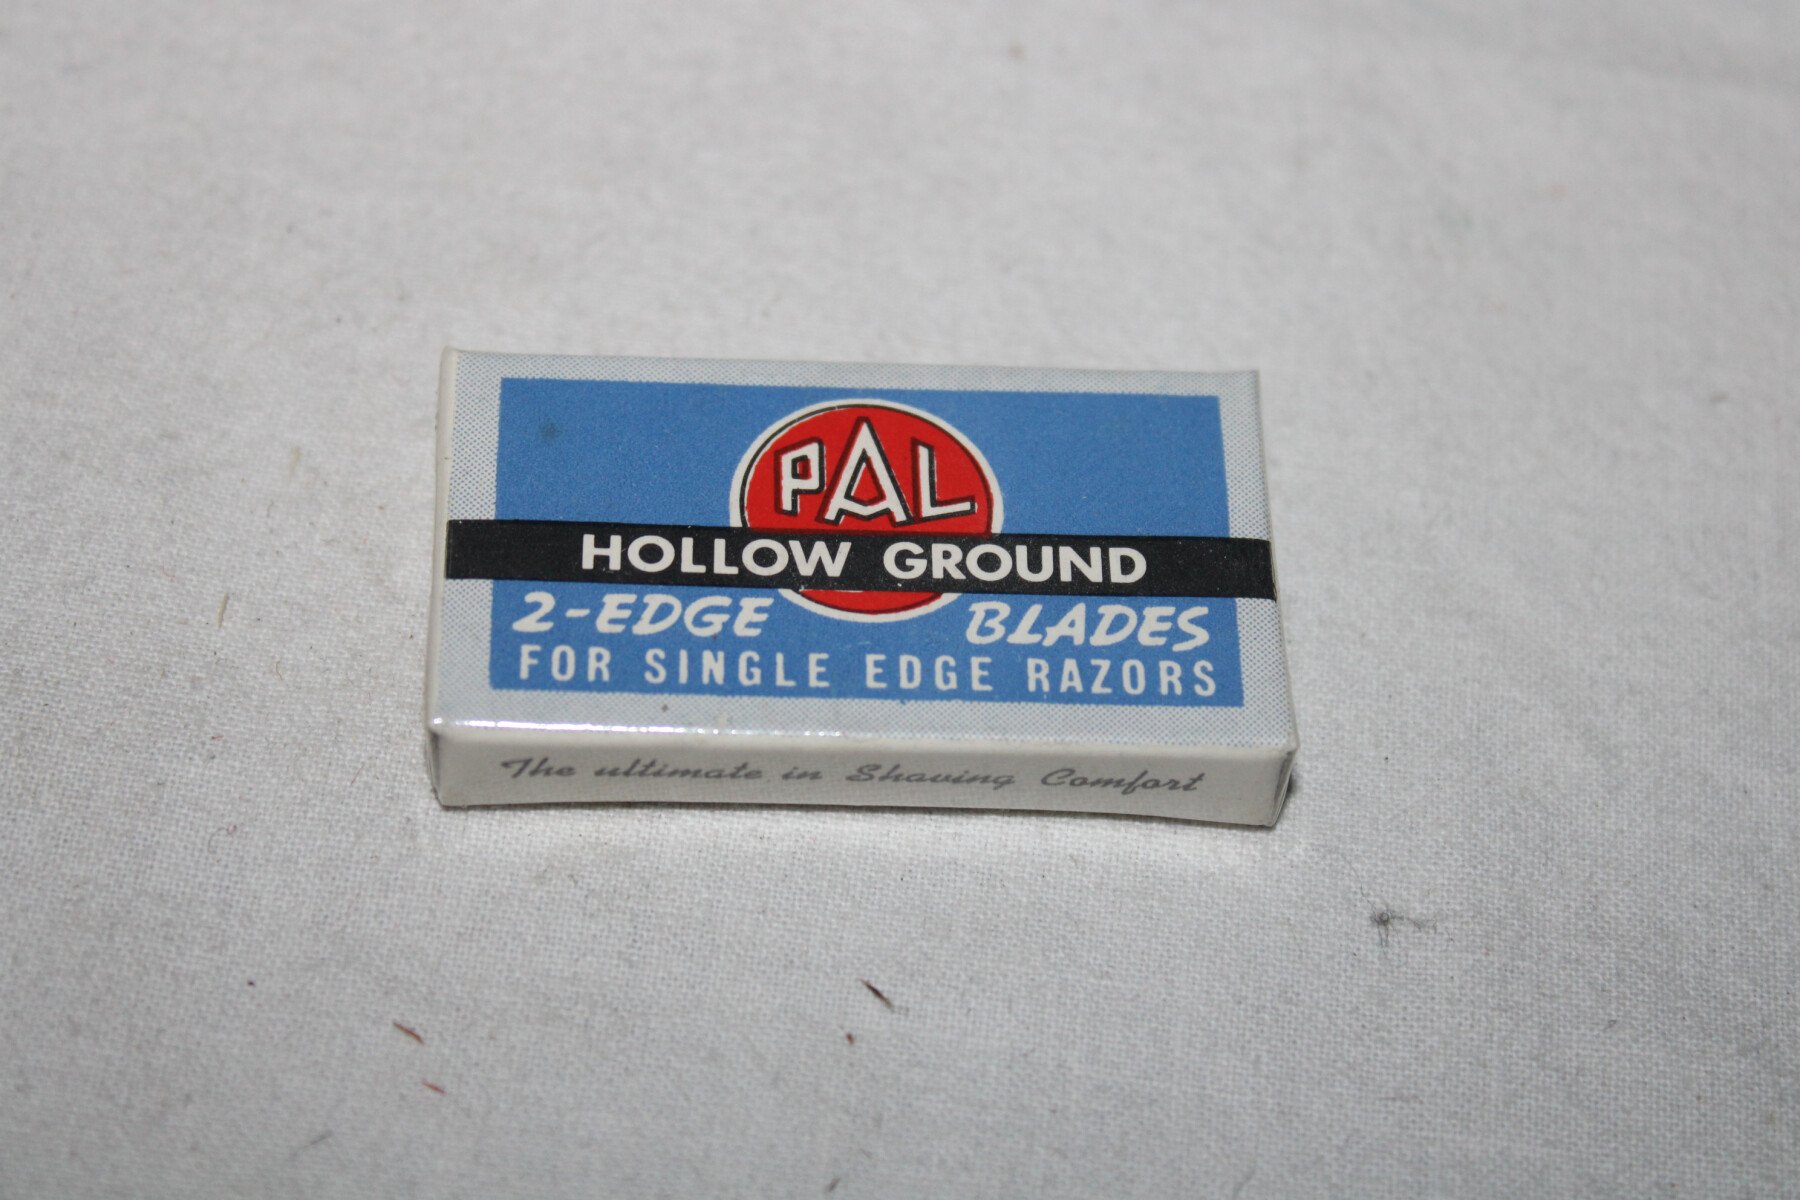 PAL
HOLLOW GROUND
2-EDGE BLADES
FOR SINGLE EDGE RAZORS
The ultimate in Shaving Comfort